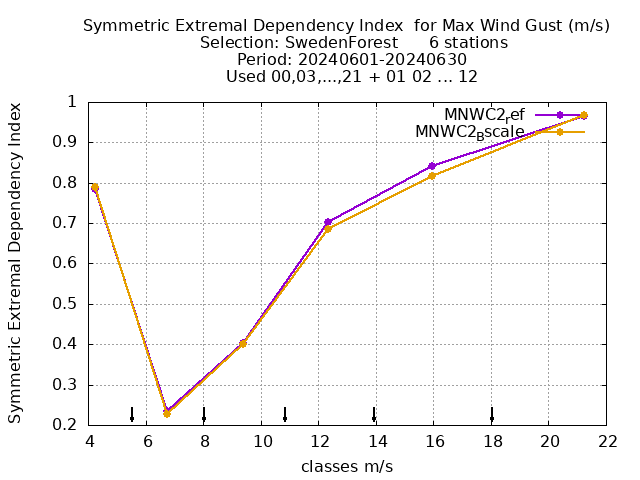 Symmetric Extremal Dependency Index  for Max Wind Gust (m/s)
Selection: SwedenForest      6 stations
Period: 20240601-20240630
Used 00,03,...,21 + 01 02 ... 12
MNWC2ref
MNWC2Bscale
Symmetric Extremal Dependency Index
1
0.9
0.8
0.7
0.6
0.5
0.4
0.3
0.2
4 6 8 10 12 14 16 18 20 22
classes m/s